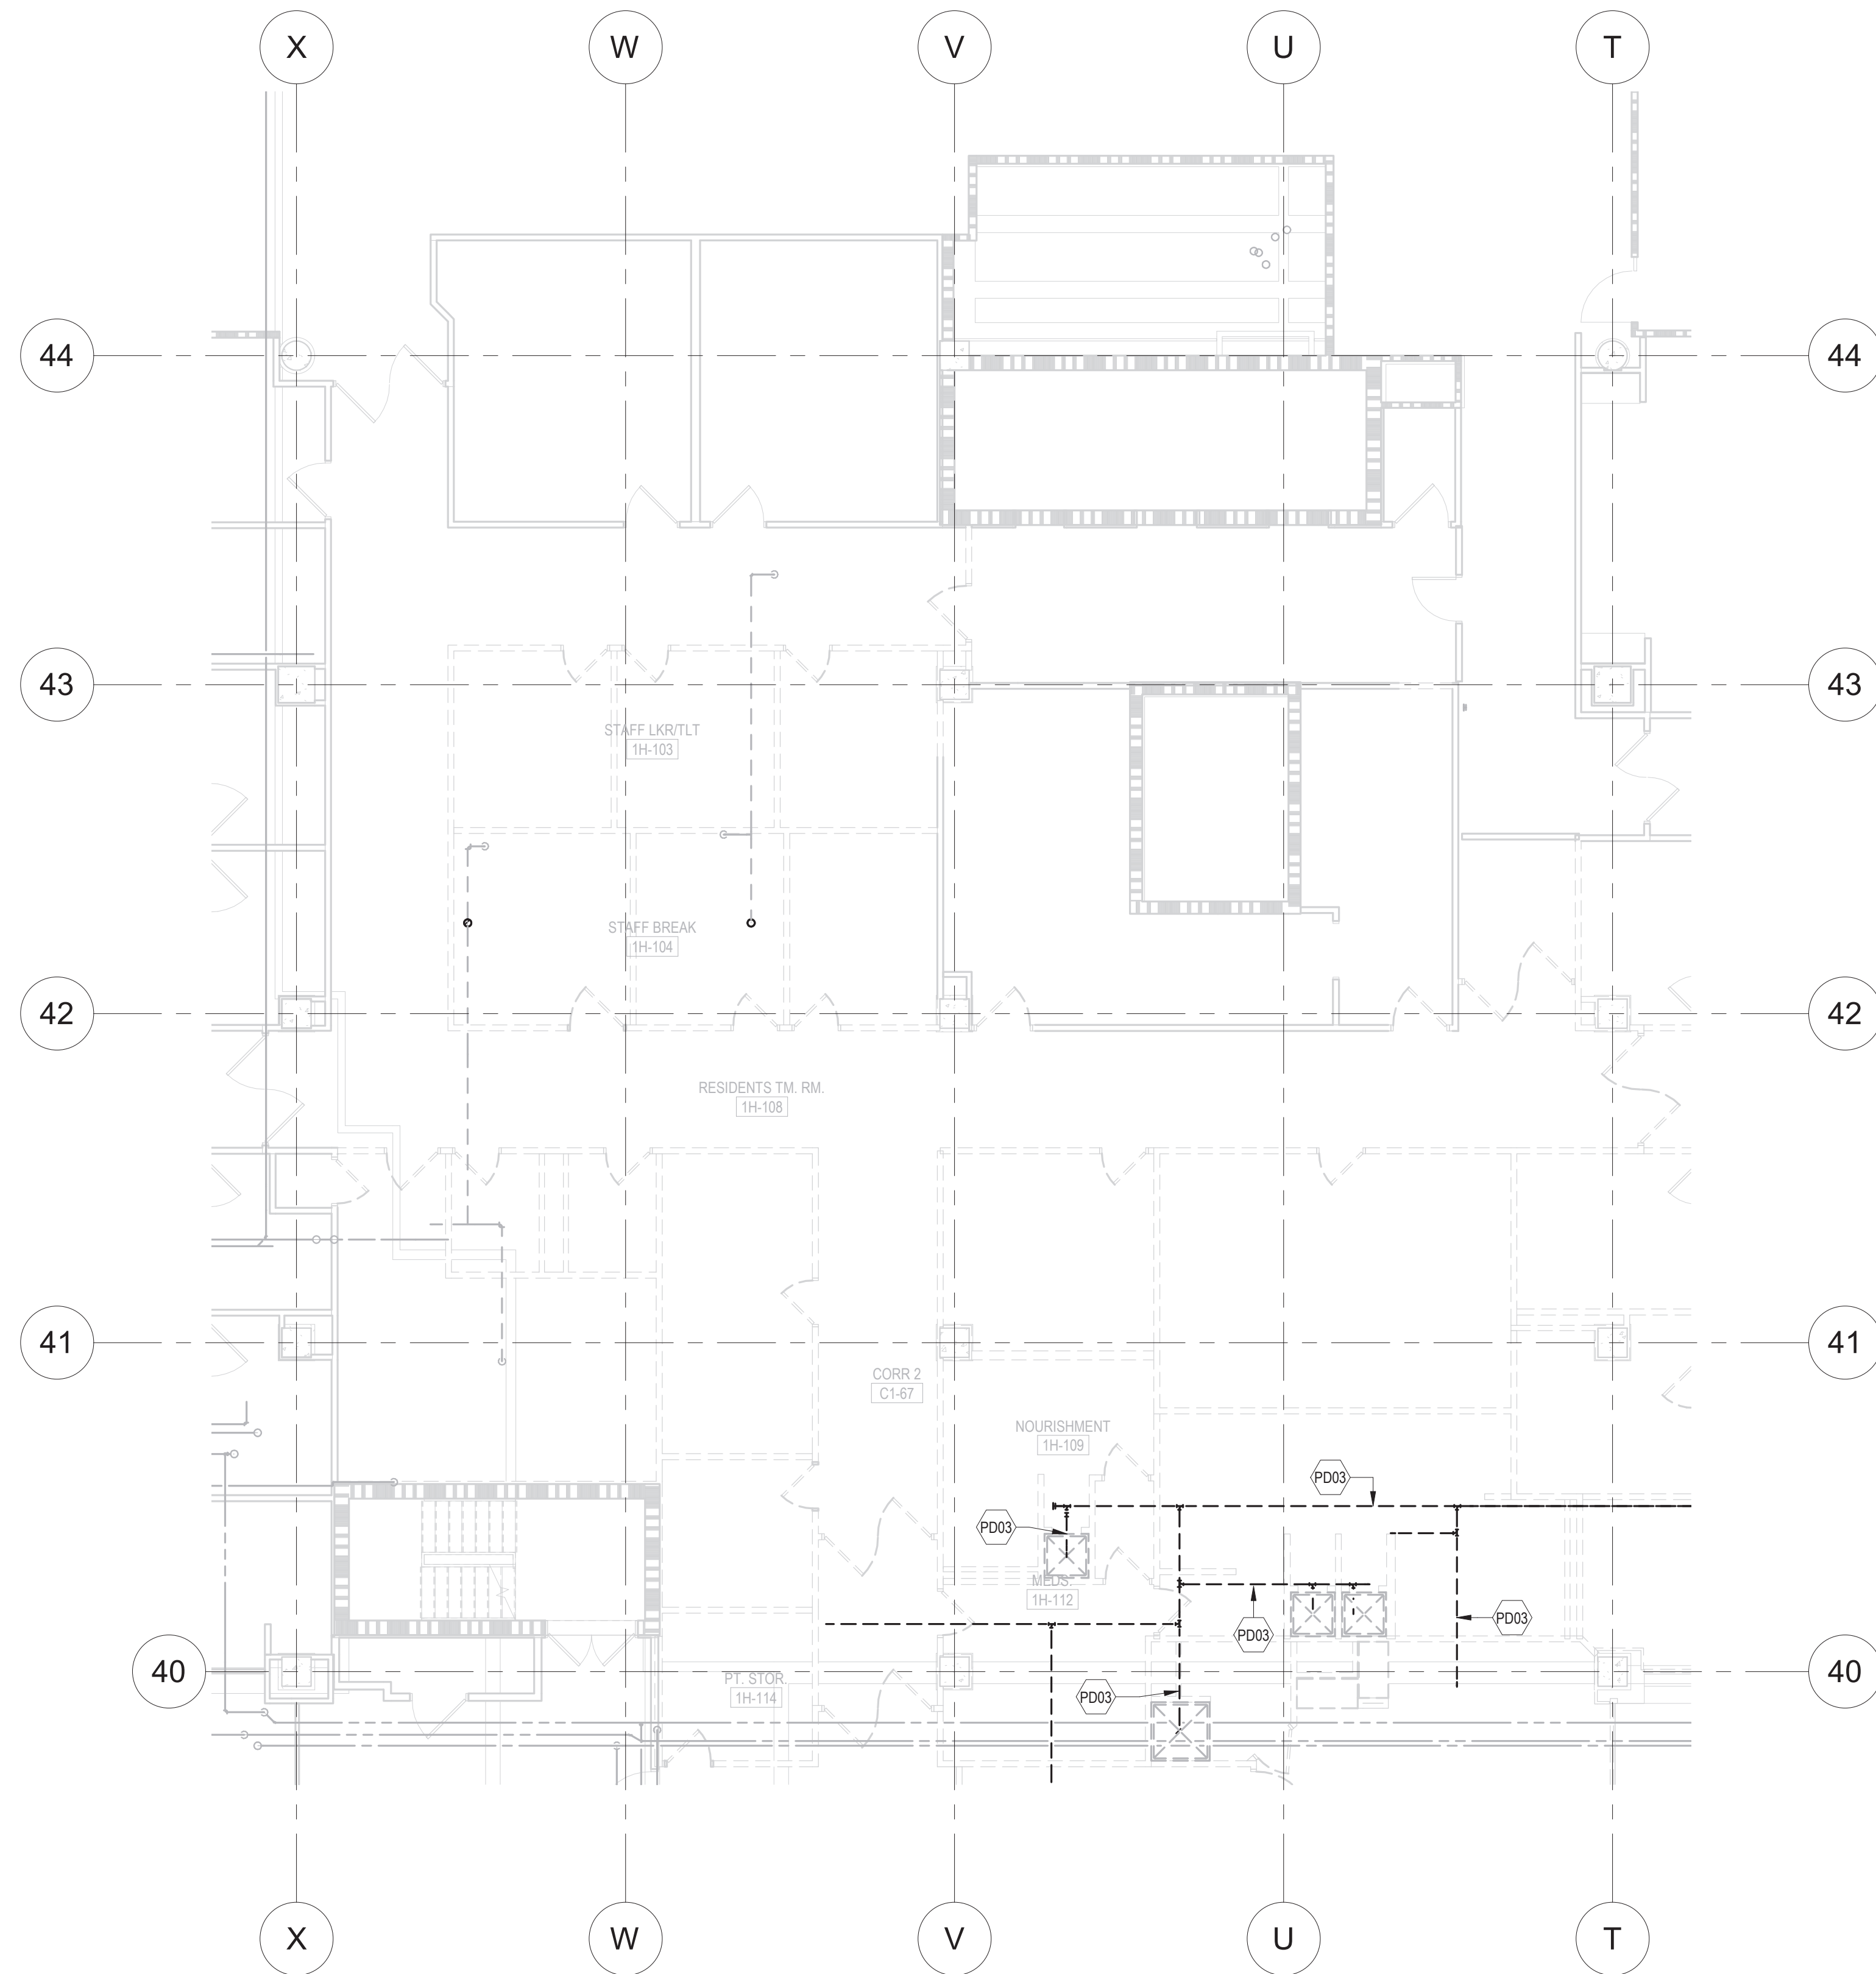 X W V U T
44 44
43 43
STAFF LKR/TLT
1H-103
STAFF BREAK
1H-104
42 42
RESIDENTS TM. RM.
1H-108
41 41
CORR 2
C1-67
NOURISHMENT
1H-109
PD03
PD03
MEDS.
1H-112
PD03
PD03
40 40
PT. STOR.
1H-114
PD03
X W V U T